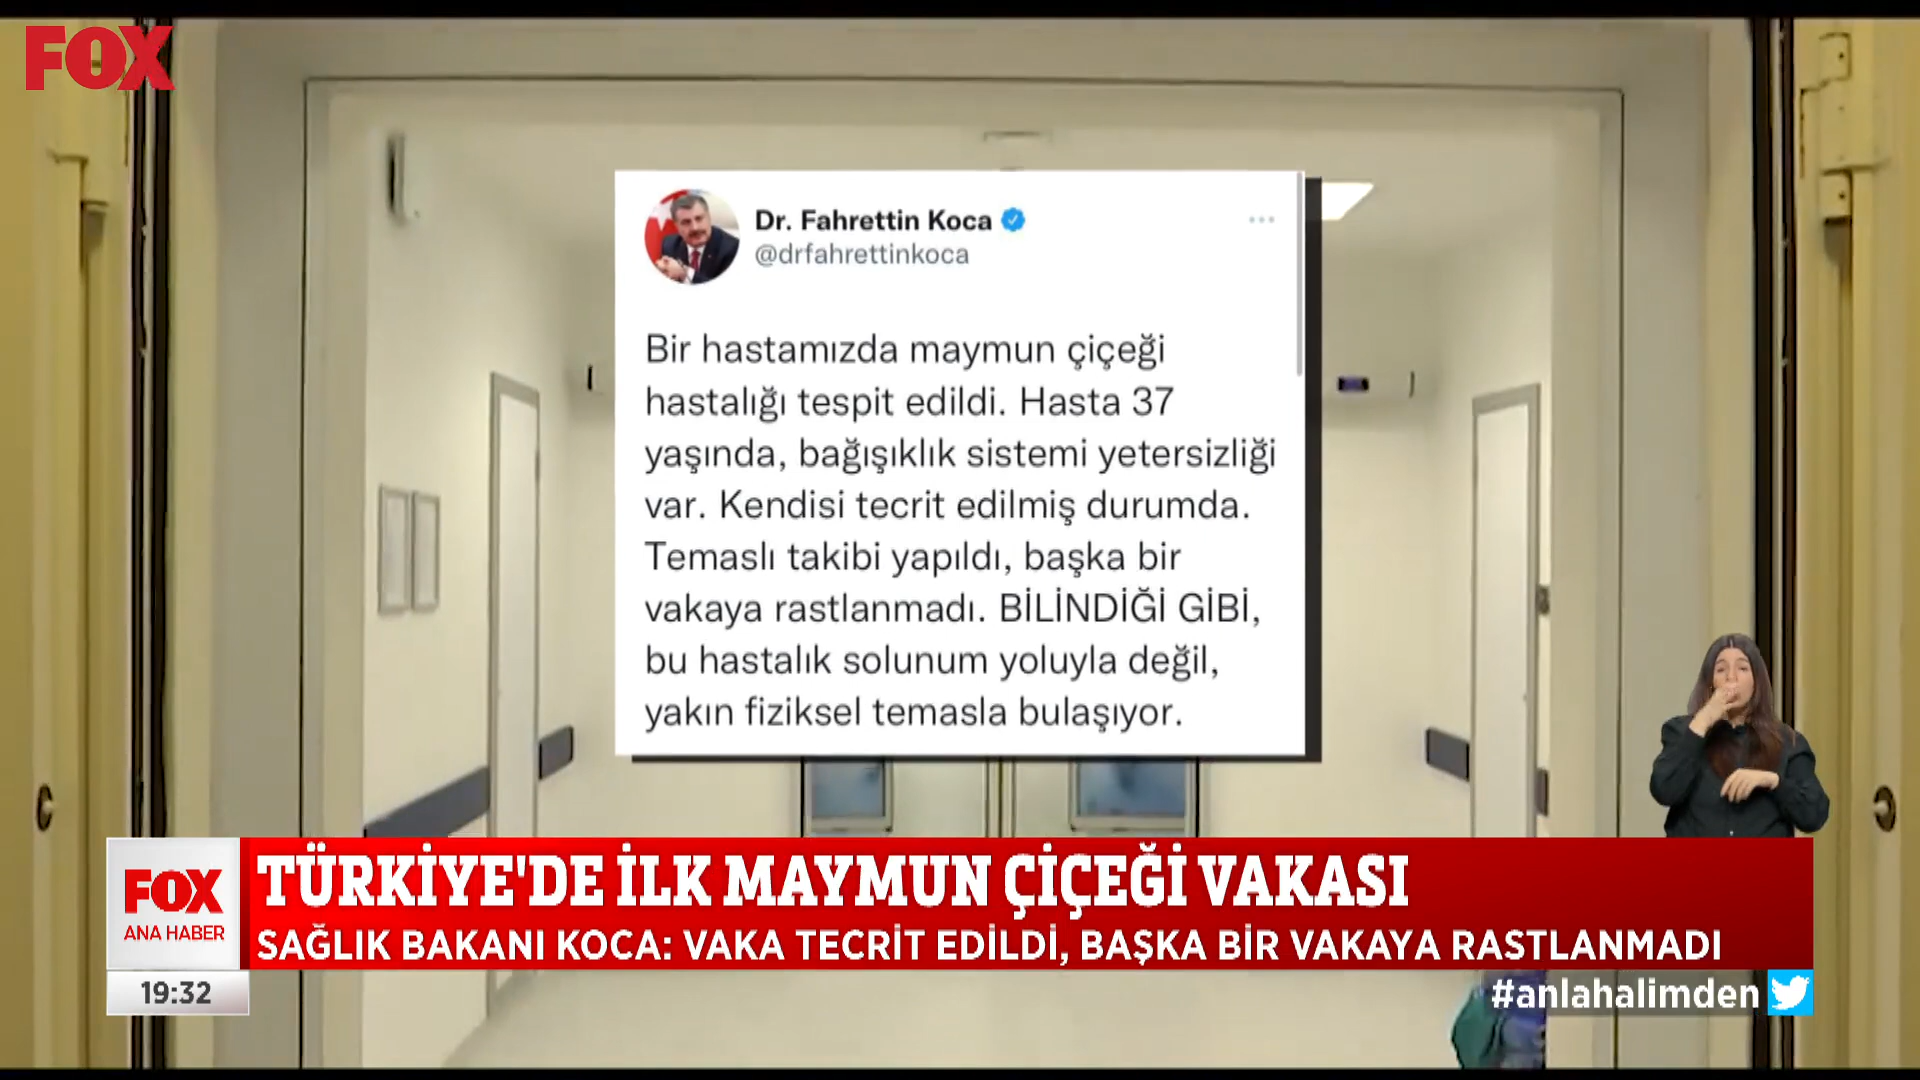 FOX
Dr. Fahrettin Koca
@drfahrettinkoca
Bir hastamızda maymun çiçeği
hastalığı tespit edildi. Hasta 37
yaşında, bağışıklık sistemi yetersizliği
var. Kendisi tecrit edilmiş durumda.
Temaslı takibi yapıldı, başka bir
vakaya rastlanmadı. BİLİNDİĞİ GİBİ,
bu hastalık solunum yoluyla değil,
yakın fiziksel temasla bulaşıyor.
FOX
ANA HABER
TÜRKİYE'DE İLK MAYMUN ÇİÇEĞİ VAKASI
SAĞLIK BAKANI KOCA: VAKA TECRİT EDİLDİ, BAŞKA BİR VAKAYA RASTLANMADI
19:32
#anlahalimden